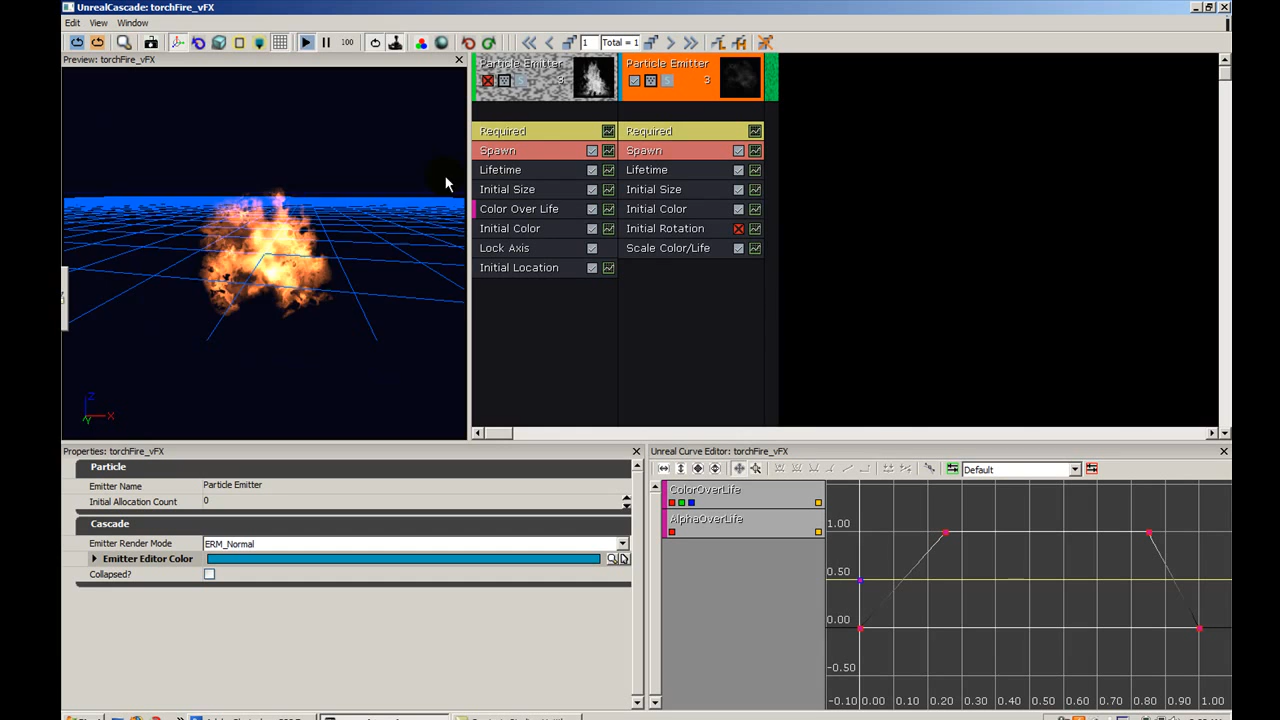 UnrealCascade: torchFire_vFX
Edit View Window
100 1 Total = 1
Preview: torchFire_vFX
Particle Emitter Particle Emitter
3 3
Required Required
Spawn Spawn
Lifetime Lifetime
Initial Size Initial Size
Color Over Life Initial Color
Initial Color Initial Rotation
Lock Axis Scale Color/Life
Initial Location
Z
X
Y
Properties: torchFire_vFX
Particle
Emitter Name Particle Emitter
Initial Allocation Count 0
Cascade
Emitter Render Mode ERM_Normal
Emitter Editor Color
Collapsed?
Unreal Curve Editor: torchFire_vFX
Default
ColorOverLife
AlphaOverLife
1.00
0.50
0.00
-0.50
-0.10 0.00 0.10 0.20 0.30 0.40 0.50 0.60 0.70 0.80 0.90 1.00